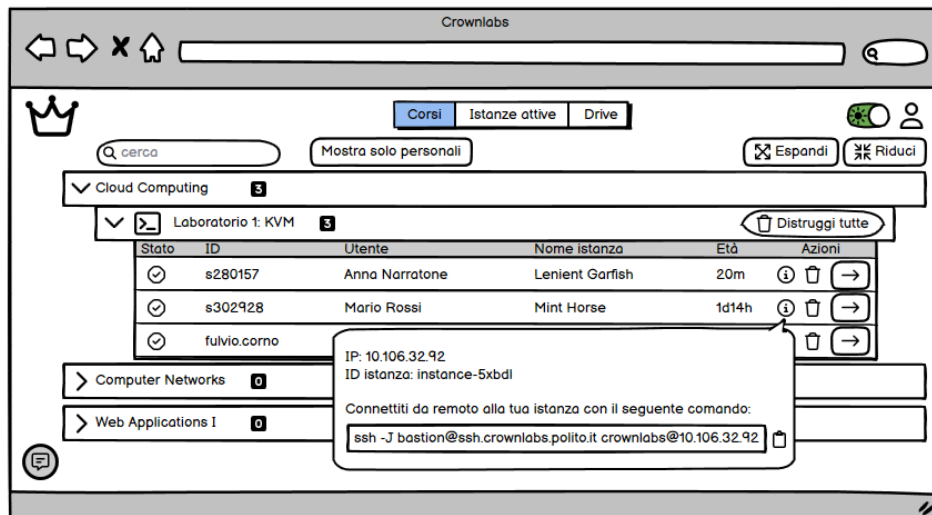 Crownlabs
Corsi Istanze attive Drive
cerca Mostra solo personali Espandi Riduci
Cloud Computing 3
Laboratorio 1: KVM 3 Distruggi tutte
Stato ID Utente Nome istanza Età Azioni
s280157 Anna Narratone Lenient Garfish 20m
s302928 Mario Rossi Mint Horse 1d14h
fulvio.corno
IP: 10.106.32.92
ID istanza: instance-5xbdl
Connettiti da remoto alla tua istanza con il seguente comando:
ssh -J bastion@ssh.crownlabs.polito.it crownlabs@10.106.32.92
Computer Networks 0
Web Applications I 0